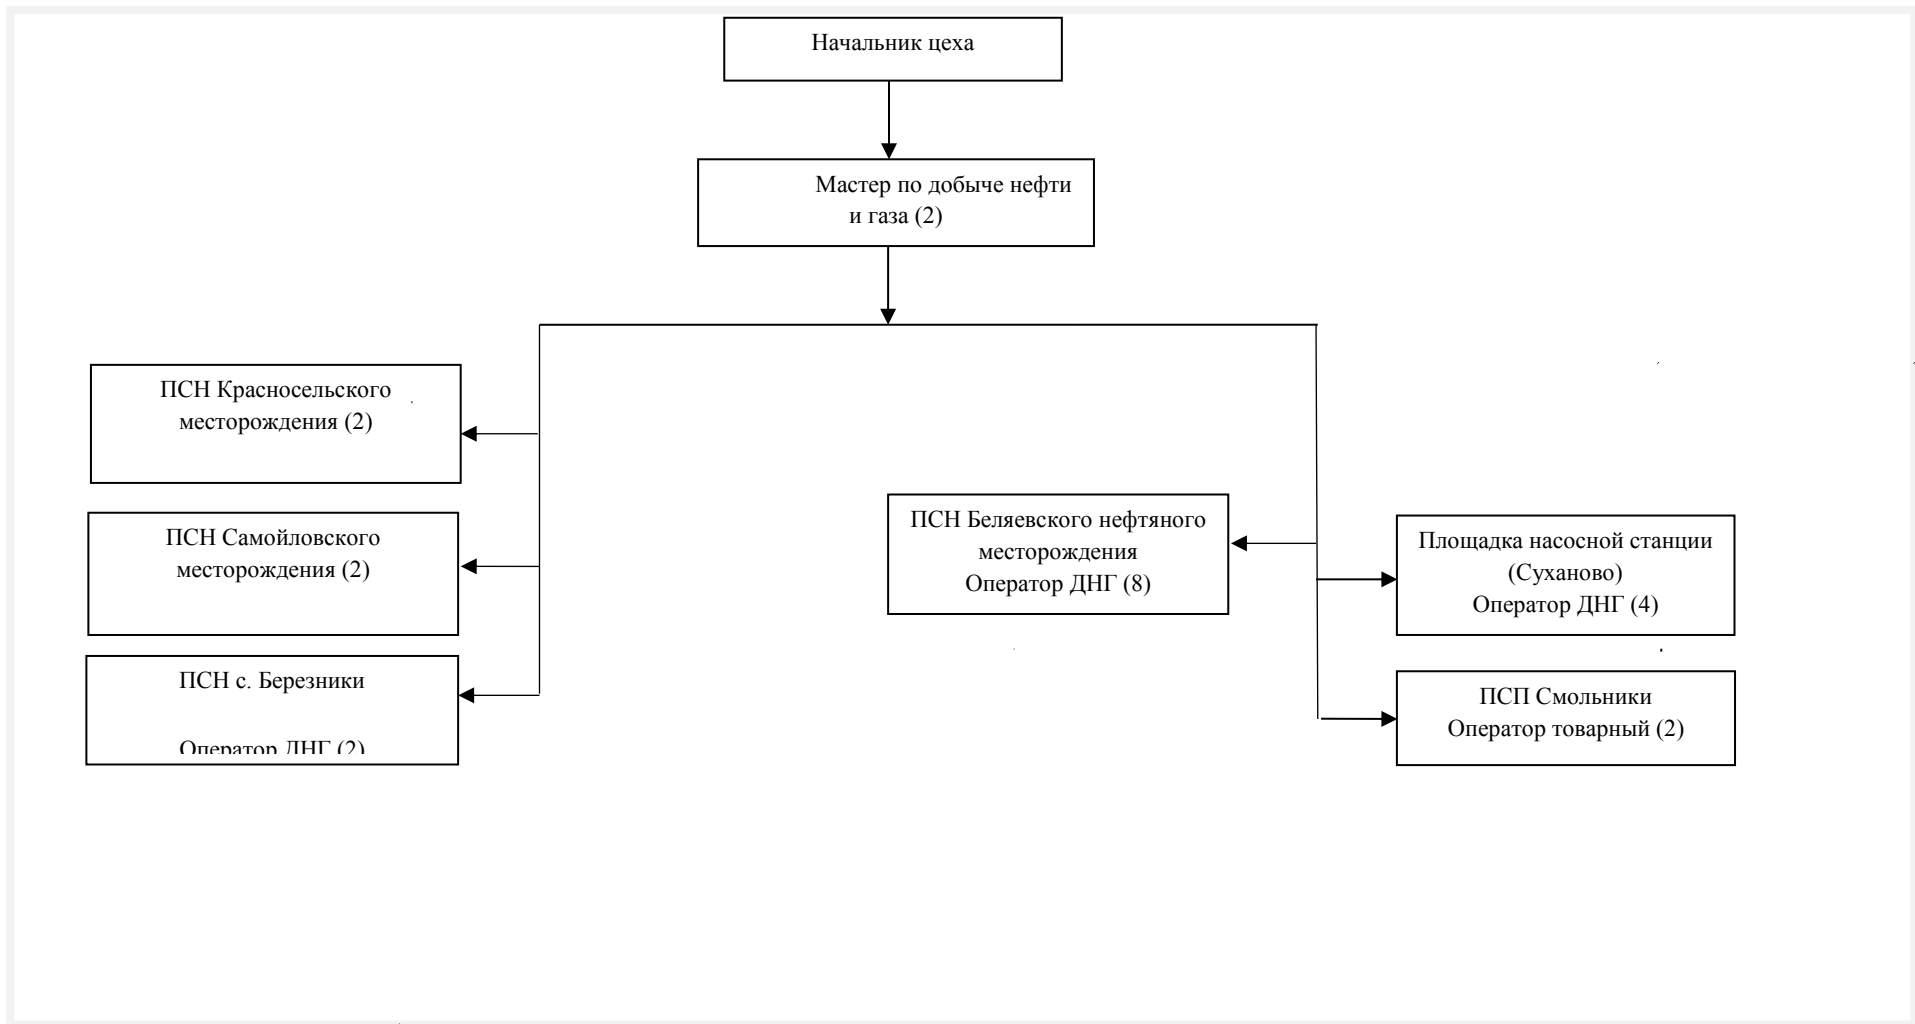 Начальник цеха
Мастер по добыче нефти
и газа (2)
ПСН Красносельского
месторождения (2)
ПСН Самойловского
месторождения (2)
ПСН с. Березники
Оператор ДНГ (2)
ПСН Беляевского нефтяного
месторождения
Оператор ДНГ (8)
Площадка насосной станции
(Суханово)
Оператор ДНГ (4)
ПСП Смольники
Оператор товарный (2)